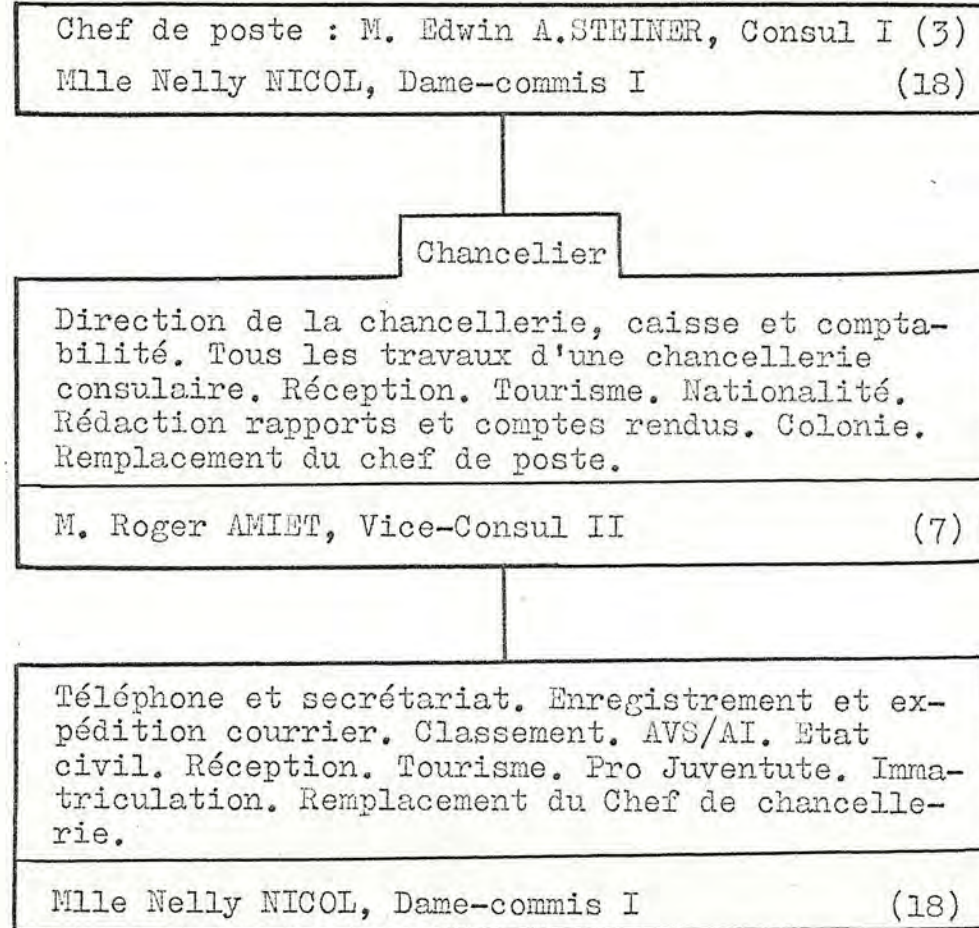 Chef de poste : M. Edwin A.STEINER, Consul I (3)
Mlle Nelly NICOL, Dame-commis I (18)
Chancelier
Direction de la chancellerie, caisse et compta-
bilité. Tous les travaux d'une chancellerie
consulaire. Réception. Tourisme. Nationalité.
Rédaction rapports et comptes rendus. Colonie.
Remplacement du chef de poste.
M. Roger AMIET, Vice-Consul II (7)
Téléphone et secrétariat. Enregistrement et ex-
pédition courrier. Classement. AVS/AI. Etat
civil. Réception. Tourisme. Pro Juventute. Imma-
triculation. Remplacement du Chef de chancelle-
rie.
Mlle Nelly NICOL, Dame-commis I (18)